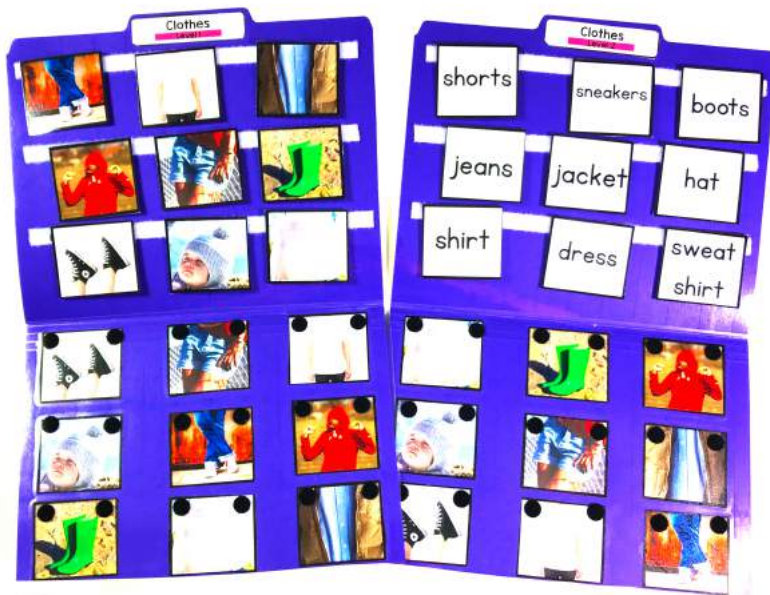 Clothes
Level 1
Clothes
Level 2
shorts
sneakers
boots
jeans
jacket
hat
shirt
dress
sweat
shirt